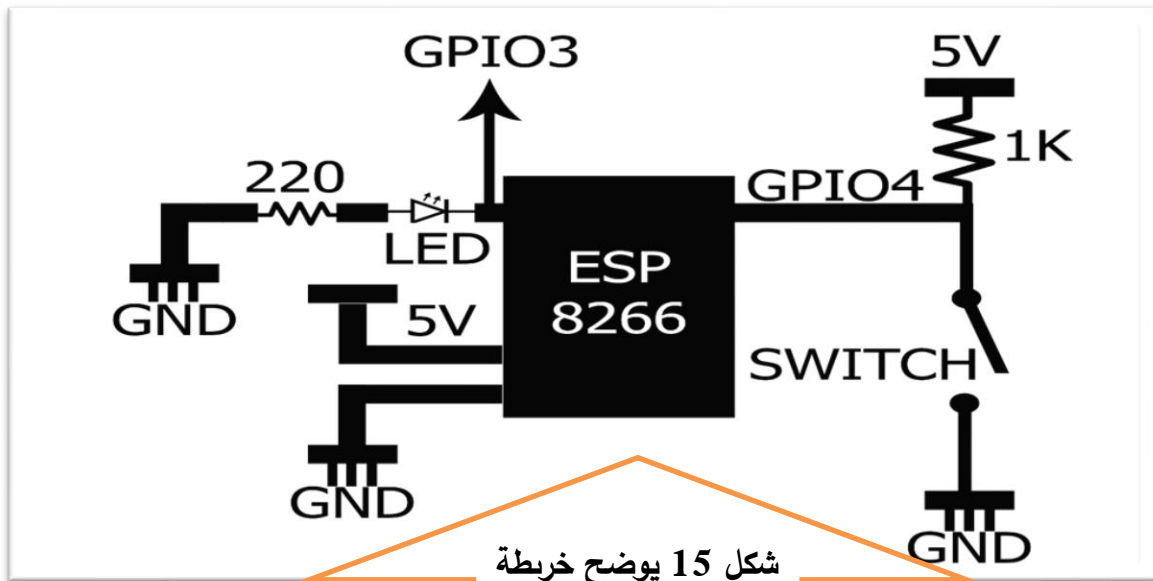 GPIO3
5V
1K
220
GPIO4
LED
ESP
8266
GND
5V
SWITCH
GND
GND
شكل 15 يوضح خريطة